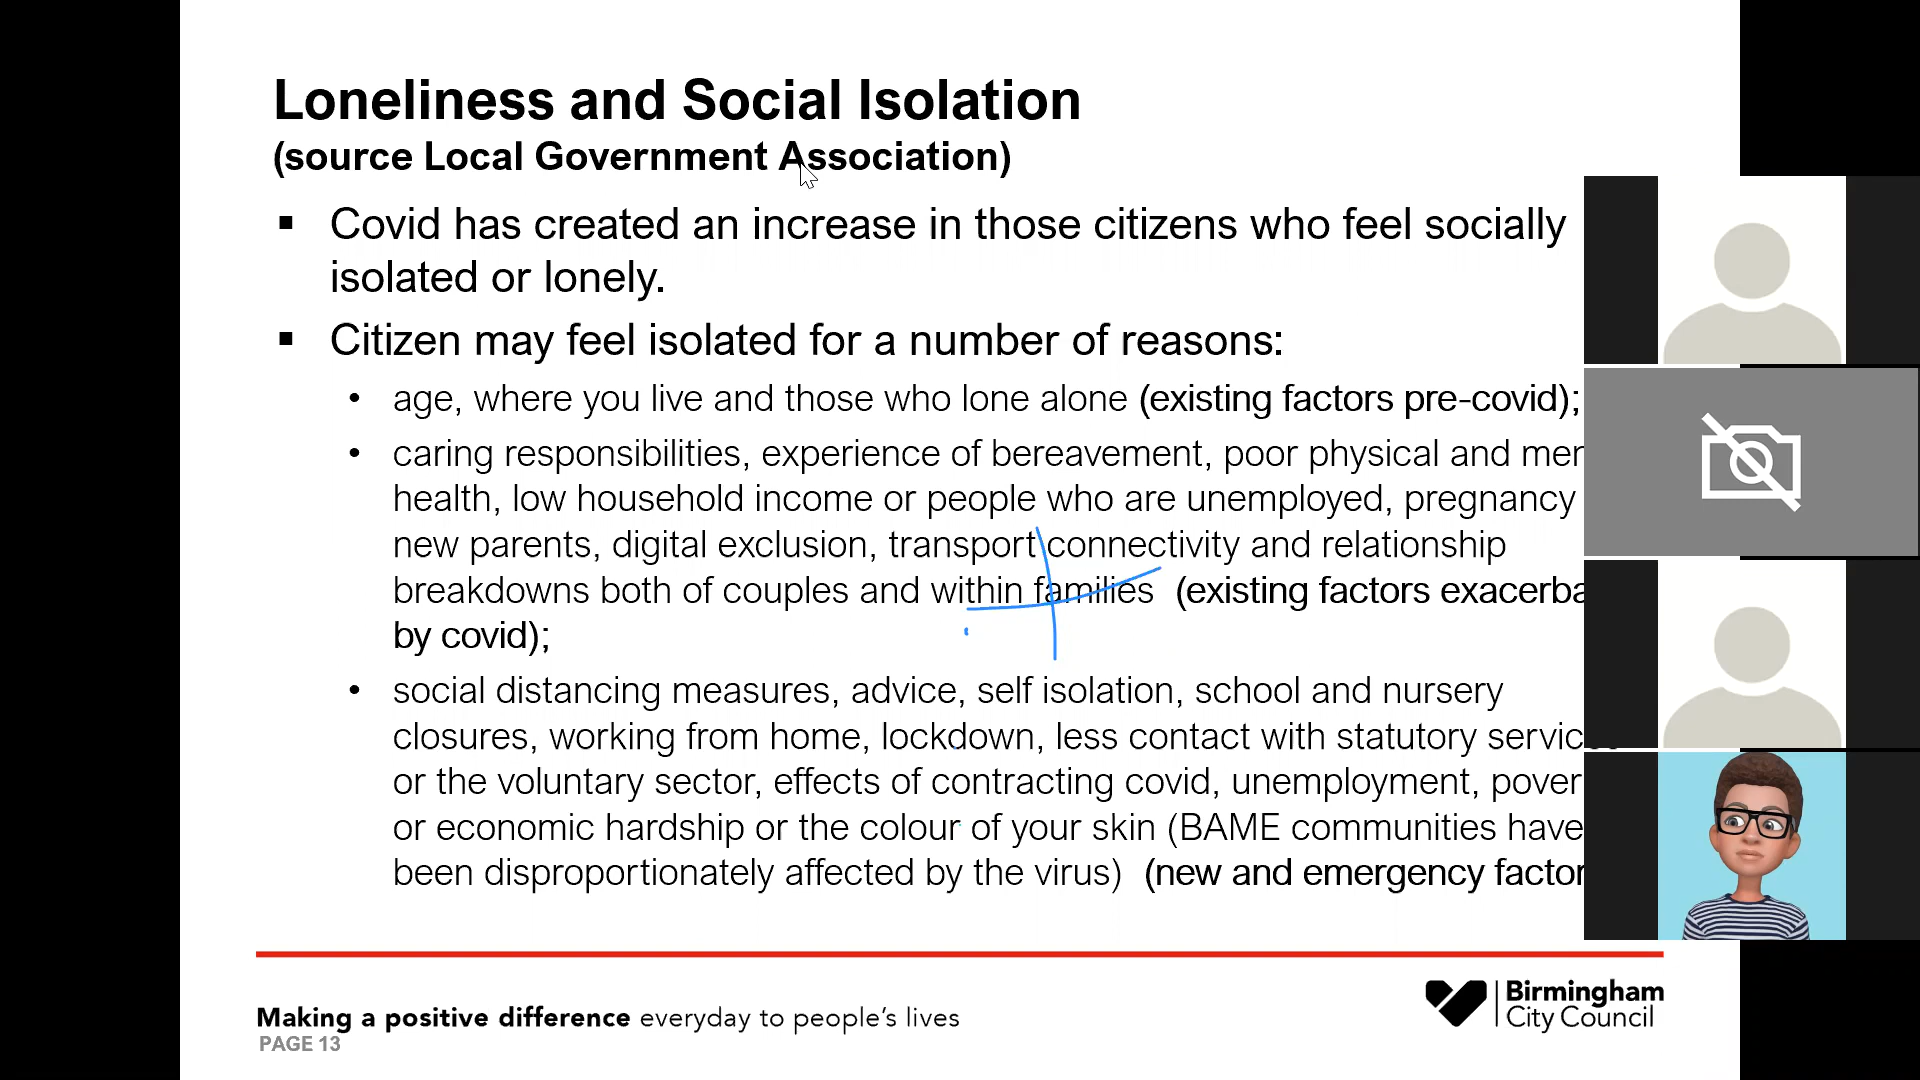 Loneliness and Social Isolation
(source Local Government Association)
▪ Covid has created an increase in those citizens who feel socially
isolated or lonely.
▪ Citizen may feel isolated for a number of reasons:
• age, where you live and those who lone alone (existing factors pre-covid);
• caring responsibilities, experience of bereavement, poor physical and
health, low household income or people who are unemployed, pregnancy
new parents, digital exclusion, transport connectivity and relationship
breakdowns both of couples and within families (existing factors
by covid);
• social distancing measures, advice, self isolation, school and nursery
closures, working from home, lockdown, less contact with statutory
or the voluntary sector, effects of contracting covid, unemployment,
or economic hardship or the colour of your skin (BAME communities have
been disproportionately affected by the virus) (new and emergency
Making a positive difference everyday to people's lives
PAGE 13
Birmingham
City Council